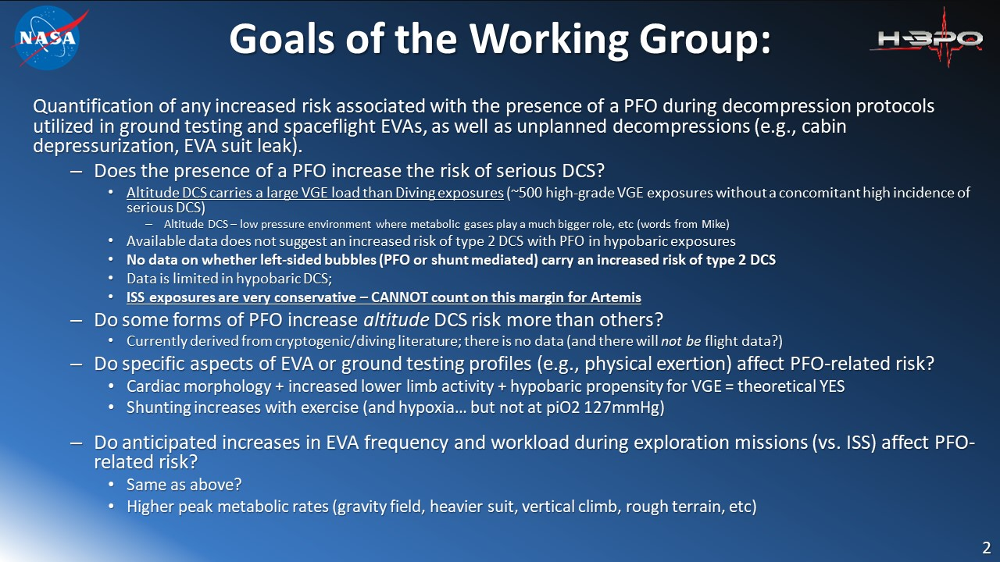 NASA
Goals of the Working Group:
H-3PO
Quantification of any increased risk associated with the presence of a PFO during decompression protocols
utilized in ground testing and spaceflight EVAs, as well as unplanned decompressions (e.g., cabin
depressurization, EVA suit leak).
– Does the presence of a PFO increase the risk of serious DCS?
• Altitude DCS carries a large VGE load than Diving exposures (~500 high-grade VGE exposures without a concomitant high incidence of
serious DCS)
– Altitude DCS – low pressure environment where metabolic gases play a much bigger role, etc (words from Mike)
• Available data does not suggest an increased risk of type 2 DCS with PFO in hypobaric exposures
• No data on whether left-sided bubbles (PFO or shunt mediated) carry an increased risk of type 2 DCS
• Data is limited in hypobaric DCS;
• ISS exposures are very conservative – CANNOT count on this margin for Artemis
– Do some forms of PFO increase altitude DCS risk more than others?
• Currently derived from cryptogenic/diving literature; there is no data (and there will not be flight data?)
– Do specific aspects of EVA or ground testing profiles (e.g., physical exertion) affect PFO-related risk?
• Cardiac morphology + increased lower limb activity + hypobaric propensity for VGE = theoretical YES
• Shunting increases with exercise (and hypoxia… but not at piO2 127mmHg)
– Do anticipated increases in EVA frequency and workload during exploration missions (vs. ISS) affect PFO-
related risk?
• Same as above?
• Higher peak metabolic rates (gravity field, heavier suit, vertical climb, rough terrain, etc)
2